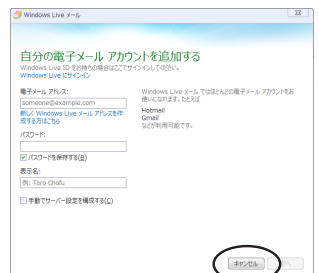 Windows Live メール
自分の電子メール アカウントを追加する
Windows Live ID をお持ちの場合はここでサインインしてください。
Windows Live にサインイン
電子メール アドレス:
someone@example.com
新しく Windows Live メール アドレスを作
成する方はこちら
パスワード:
パスワードを保存する(B)
表示名:
例: Taro Chofu
手動でサーバー設定を構成する(C)
Windows Live メール ではほとんどの電子メール アカウントをお
使いになれます。たとえば
Hotmail
Gmail
などが利用可能です。
キャンセル